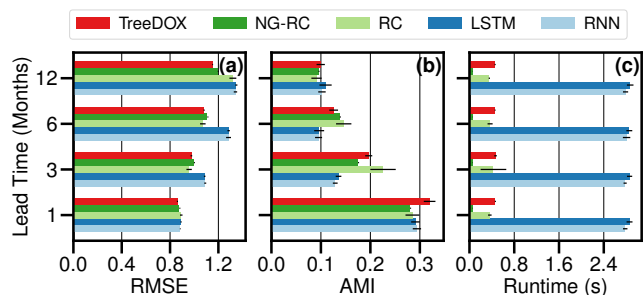 TreeDOX NG-RC RC LSTM RNN
(a) (b) (c)
Lead Time (Months)
12
6
3
1
0.0 0.4 0.8 1.2 0.0 0.1 0.2 0.3 0.0 0.8 1.6 2.4
RMSE AMI Runtime (s)